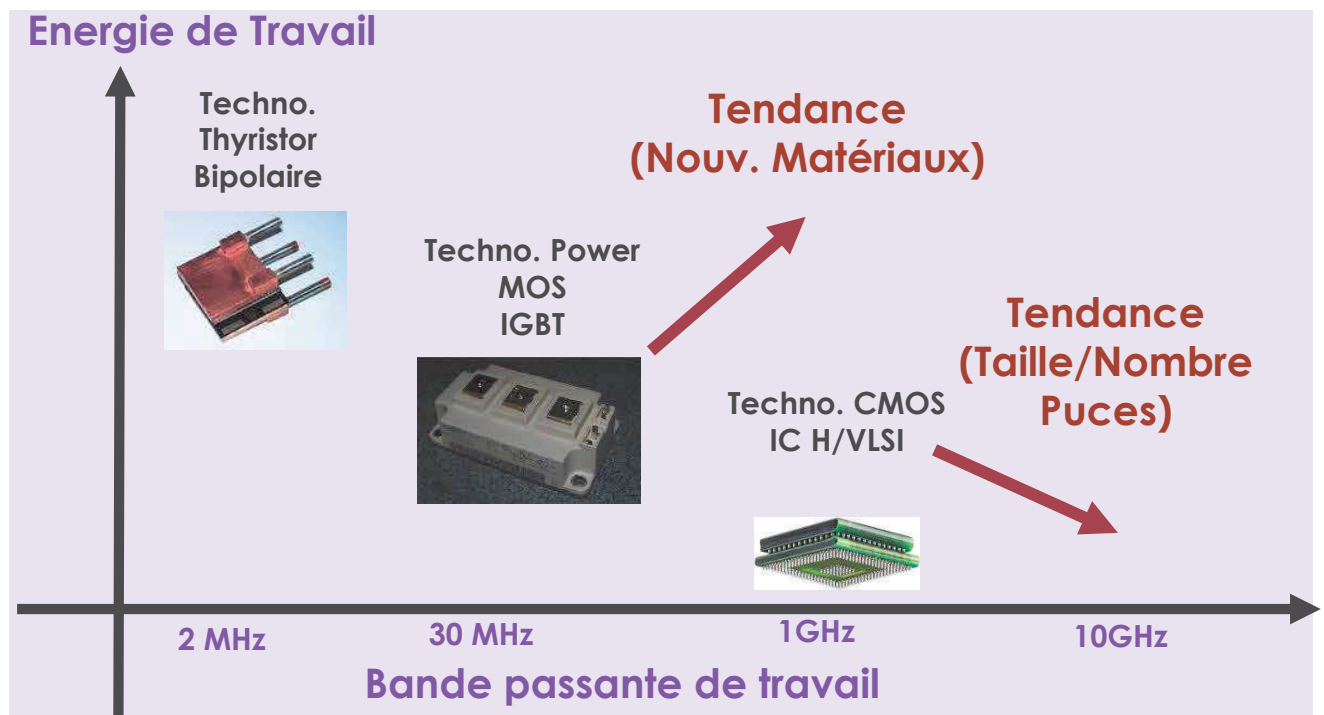 Energie de Travail
Techno.
Thyristor
Bipolaire
Tendance
(Nouv. Matériaux)
Techno. Power
MOS
IGBT
Tendance
(Taille/Nombre
Puces)
Techno. CMOS
IC H/VLSI
2 MHz
30 MHz
1GHz
10GHz
Bande passante de travail